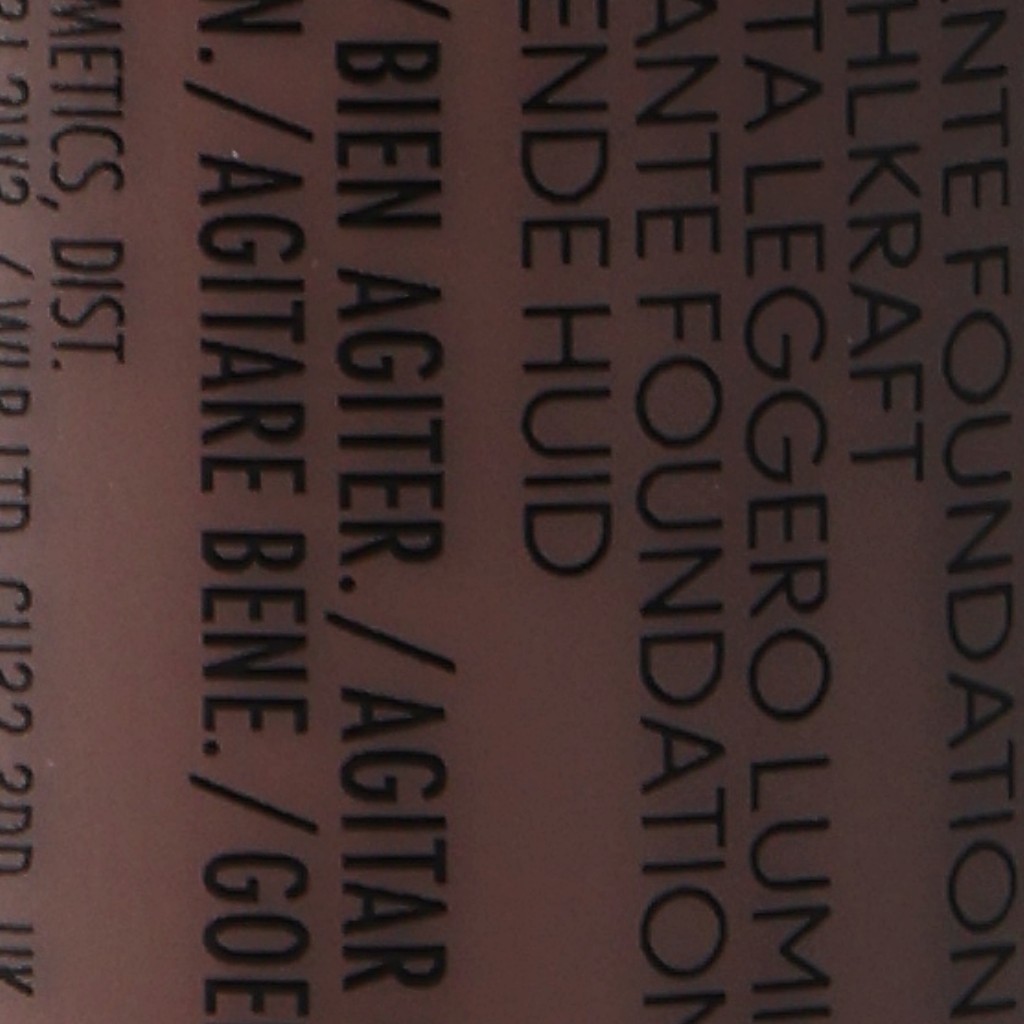 NTE FOUNDATION
HLKRAFT
TA LEGGERO LUMI
ANTE FOUNDATION
ENDE HUID
/ BIEN AGITER. / AGITAR
N. / AGITARE BENE. / GOE
METICS, DIST.